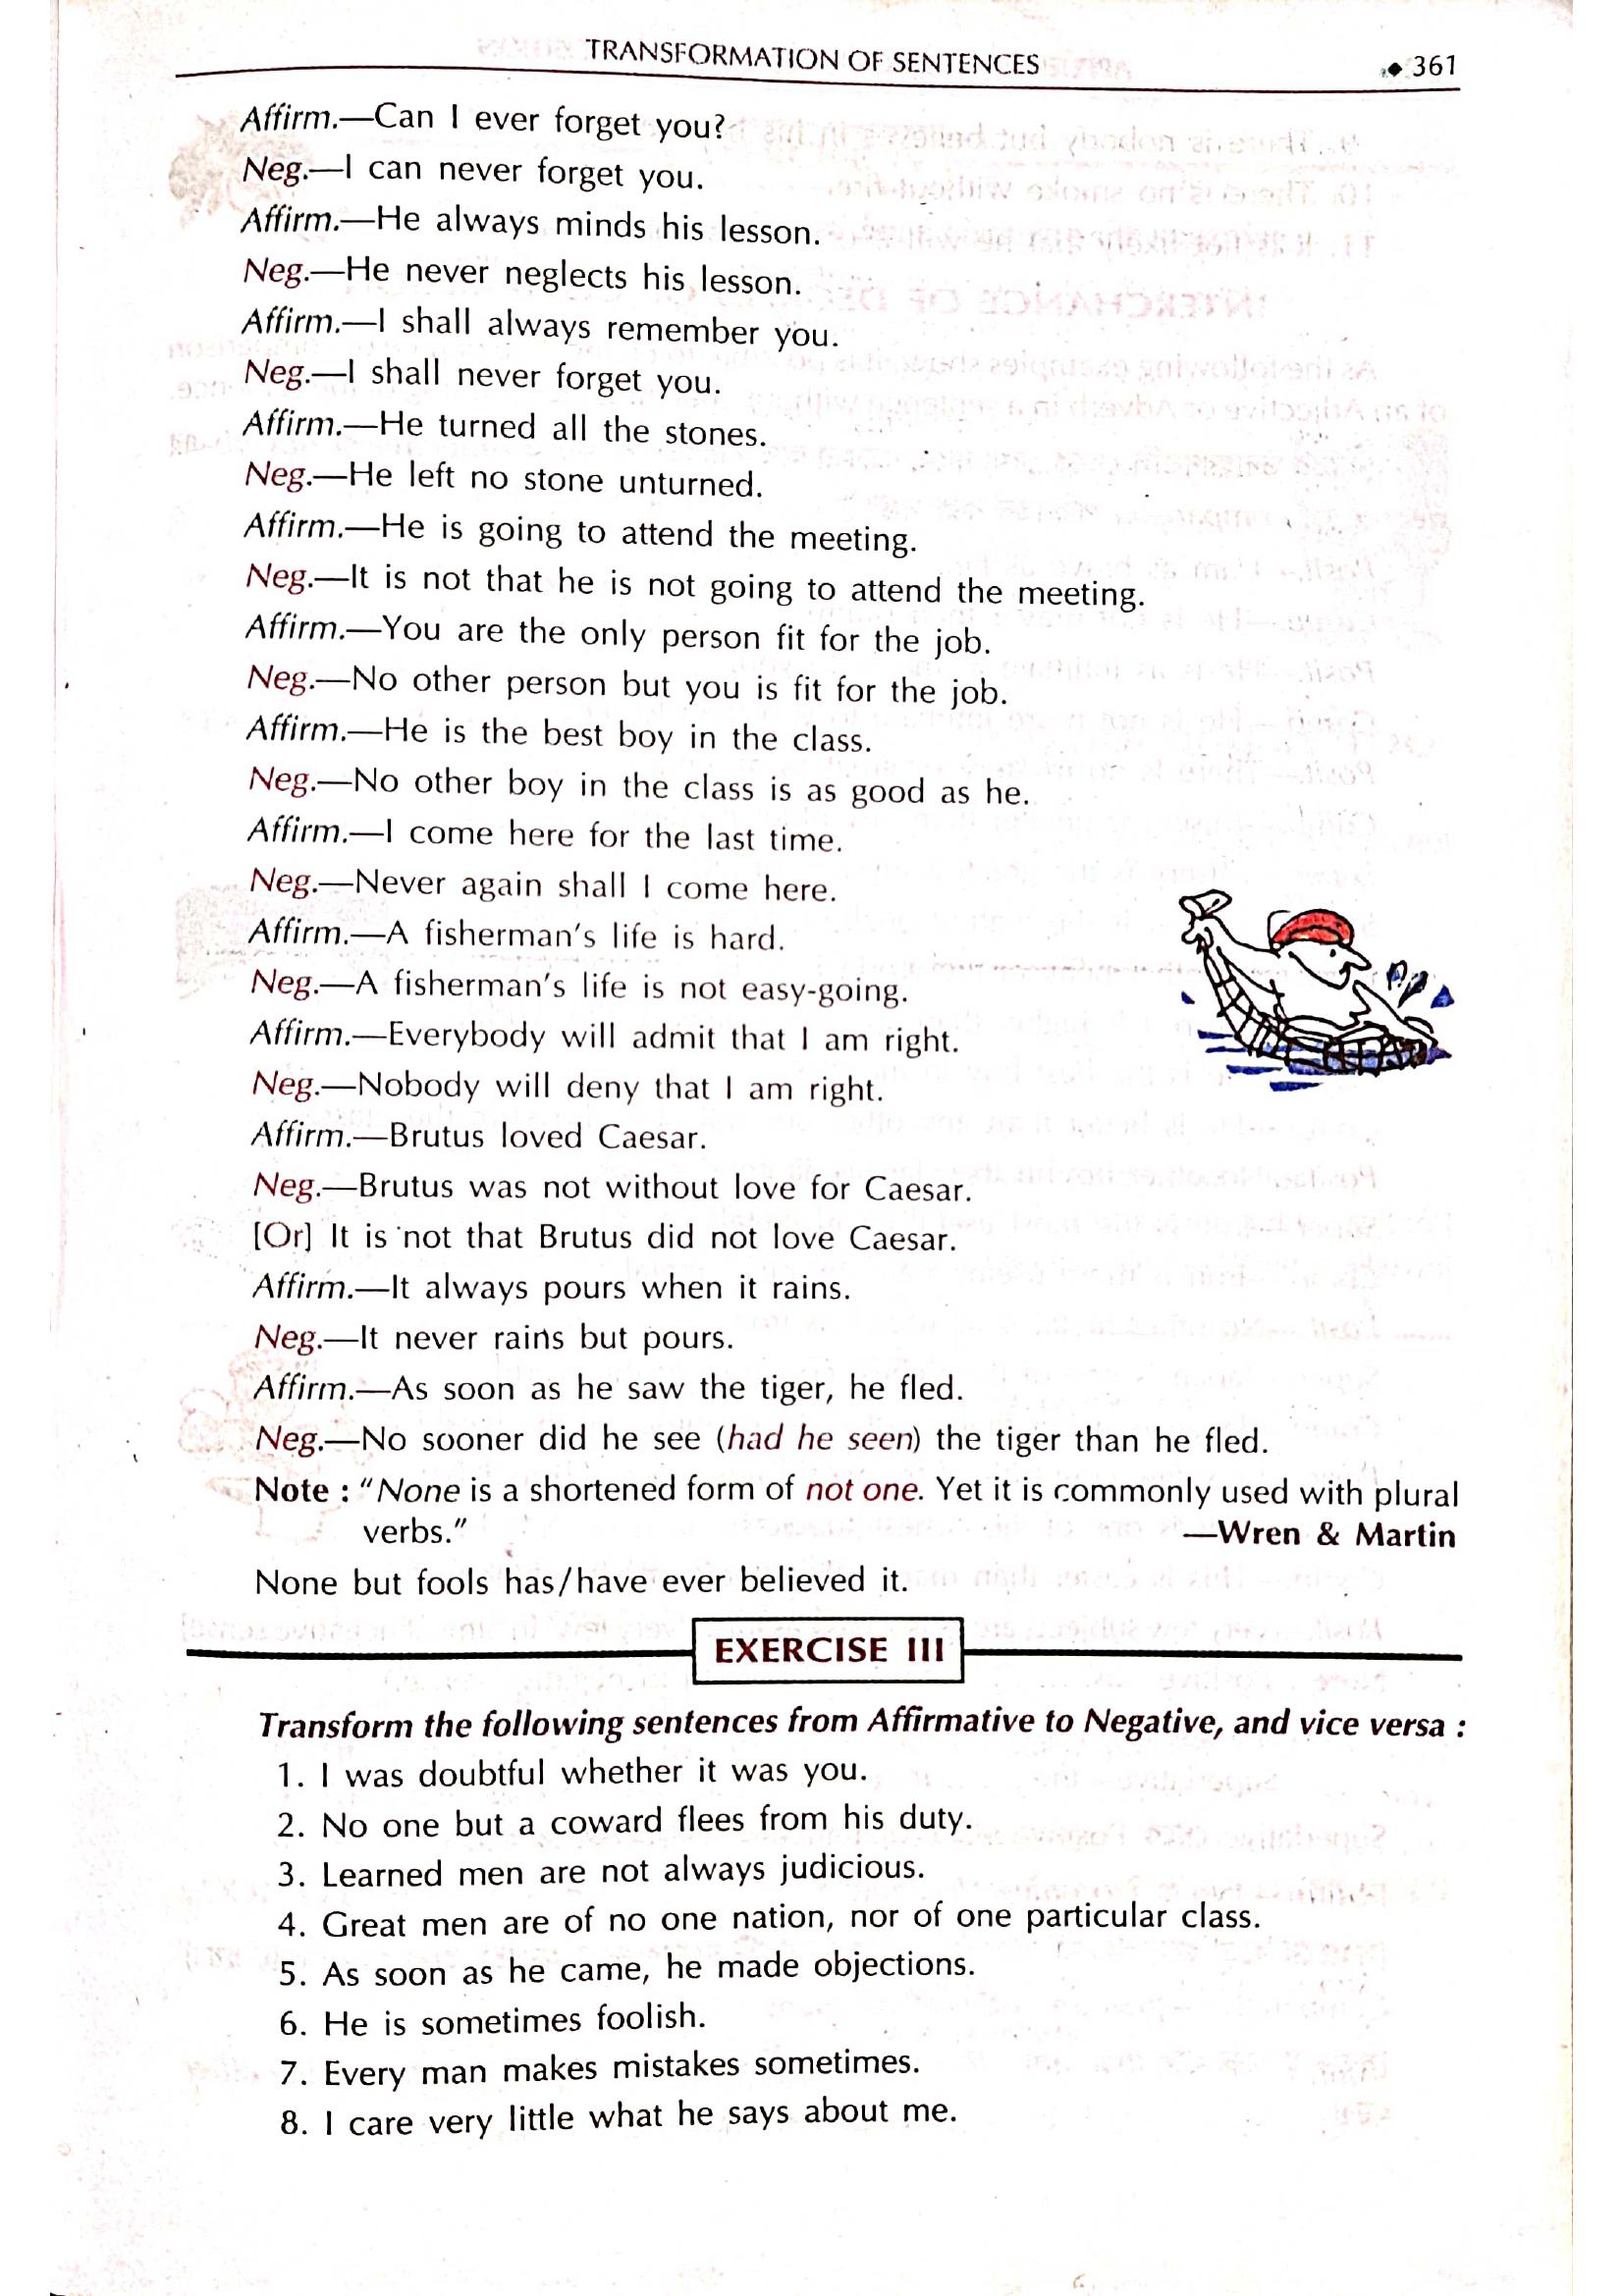 TRANSFORMATION OF SENTENCES ◆ 361
Affirm.—Can I ever forget you?
Neg.—I can never forget you.
Affirm.—He always minds his lesson.
Neg.—He never neglects his lesson.
Affirm.—I shall always remember you.
Neg.—I shall never forget you.
Affirm.—He turned all the stones.
Neg.—He left no stone unturned.
Affirm.—He is going to attend the meeting.
Neg.—It is not that he is not going to attend the meeting.
Affirm.—You are the only person fit for the job.
Neg.—No other person but you is fit for the job.
Affirm.—He is the best boy in the class.
Neg.—No other boy in the class is as good as he.
Affirm.—I come here for the last time.
Neg.—Never again shall I come here.
Affirm.—A fisherman's life is hard.
Neg.—A fisherman's life is not easy-going.
Affirm.—Everybody will admit that I am right.
Neg.—Nobody will deny that I am right.
Affirm.—Brutus loved Caesar.
Neg.—Brutus was not without love for Caesar.
[Or] It is not that Brutus did not love Caesar.
Affirm.—It always pours when it rains.
Neg.—It never rains but pours.
Affirm.—As soon as he saw the tiger, he fled.
Neg.—No sooner did he see (had he seen) the tiger than he fled.
Note : "None is a shortened form of not one. Yet it is commonly used with plural
verbs." —Wren & Martin
None but fools has/have ever believed it.
EXERCISE III
Transform the following sentences from Affirmative to Negative, and vice versa :
1. I was doubtful whether it was you.
2. No one but a coward flees from his duty.
3. Learned men are not always judicious.
4. Great men are of no one nation, nor of one particular class.
5. As soon as he came, he made objections.
6. He is sometimes foolish.
7. Every man makes mistakes sometimes.
8. I care very little what he says about me.